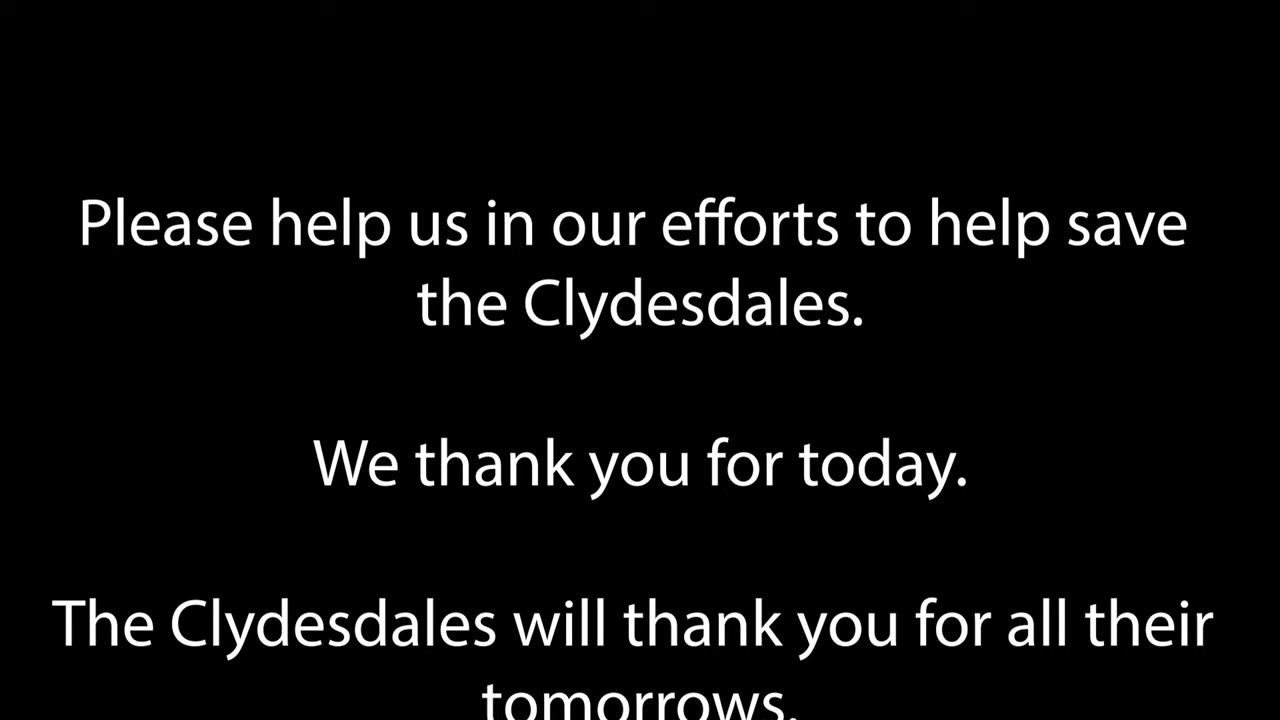 Please help us in our efforts to help save
the Clydesdales.
We thank you for today.
The Clydesdales will thank you for all their
tomorrows.